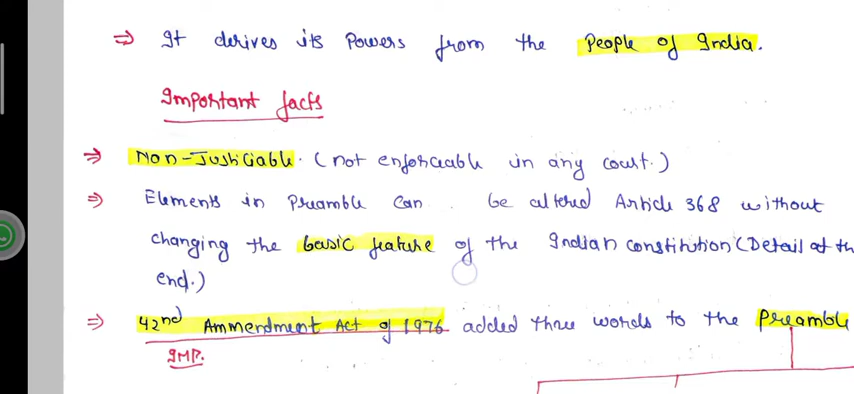 ⇒ It derives its Powers from the People of India.
Important facts
⇒ Non-Justiciable. (not enforceable in any court.)
⇒ Elements in Preamble can be altered Article 368 without
changing the basic feature of the Indian constitution (Detail at th
end.)
⇒ 42nd Ammendment Act of 1976 added three words to the Preamble
IMP.